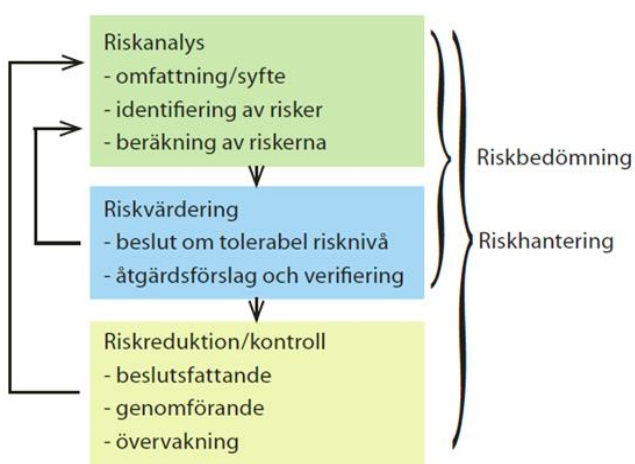 Riskanalys
- omfattning/syfte
- identifiering av risker
- beräkning av riskerna
Riskvärdering
- beslut om tolerabel risknivå
- åtgärdsförslag och verifiering
Riskreduktion/kontroll
- beslutsfattande
- genomförande
- övervakning
Riskbedömning
Riskhantering